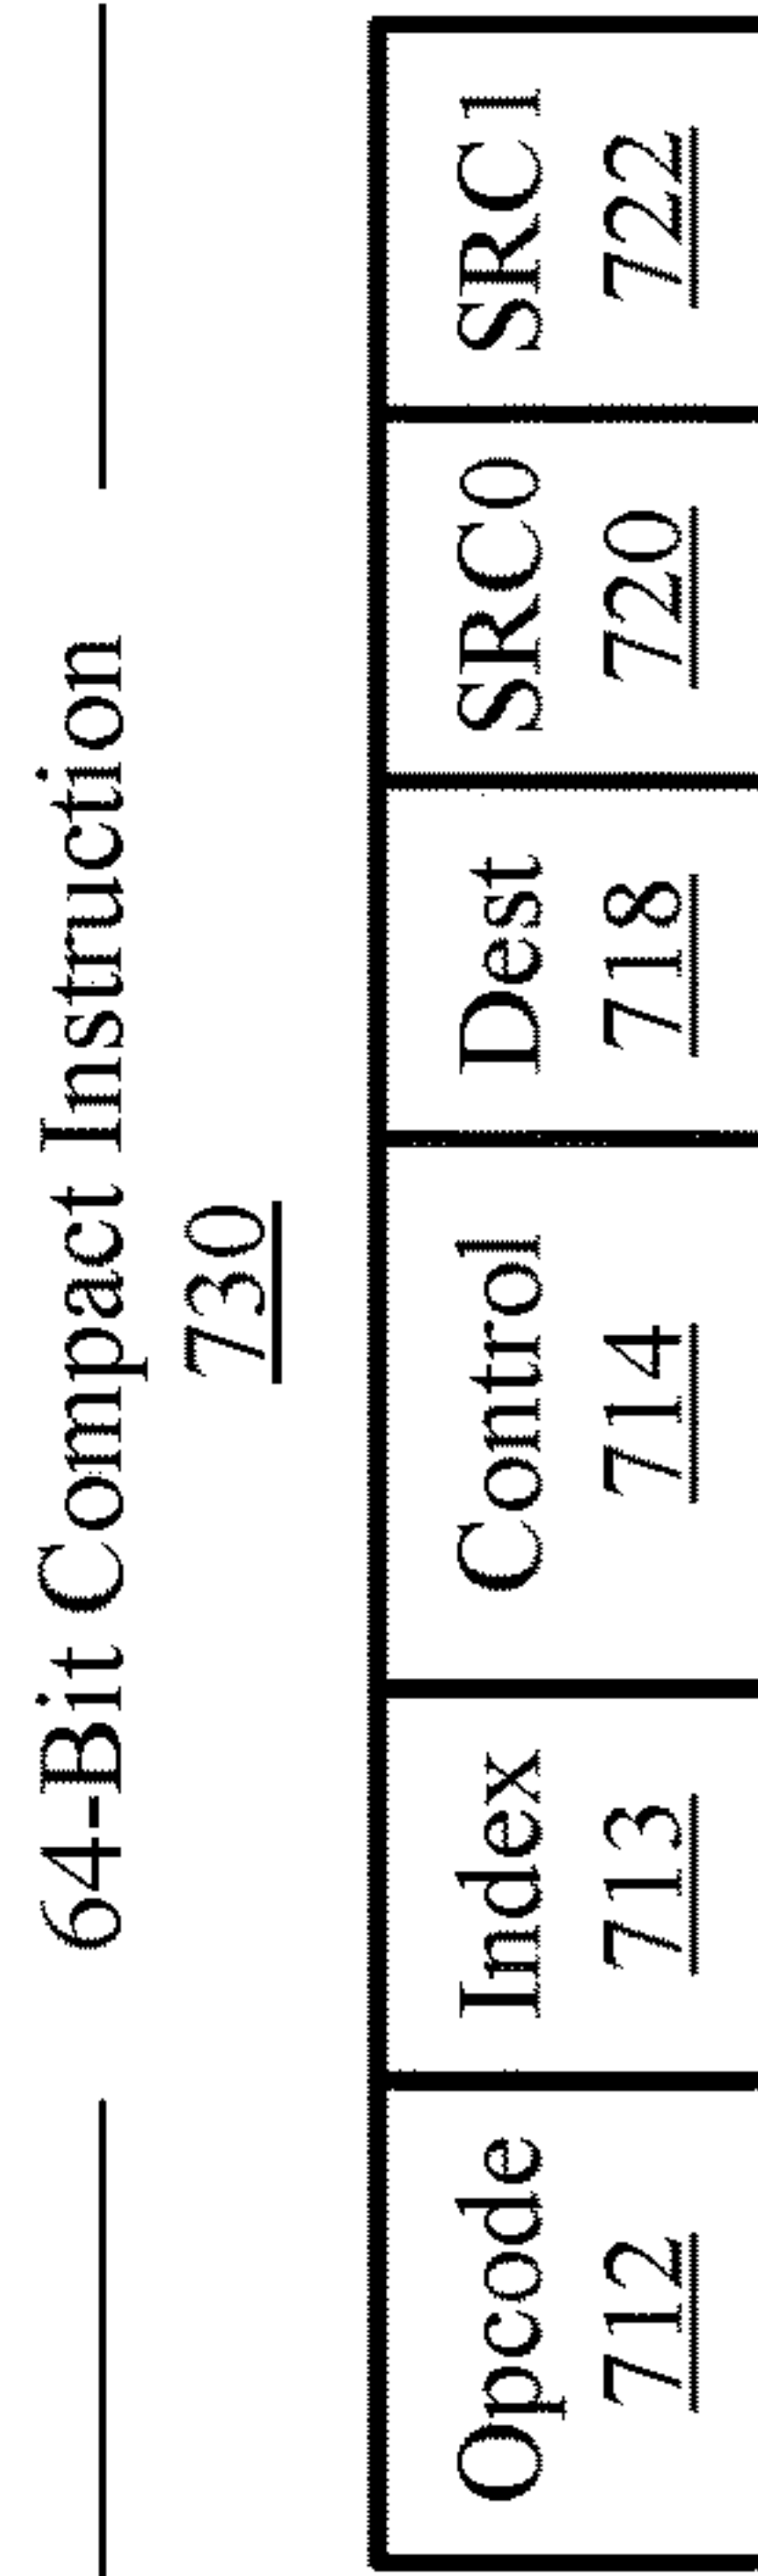 64-Bit Compact Instruction
730
Opcode
712
Index
713
Control
714
Dest
718
SRC0
720
SRC1
722